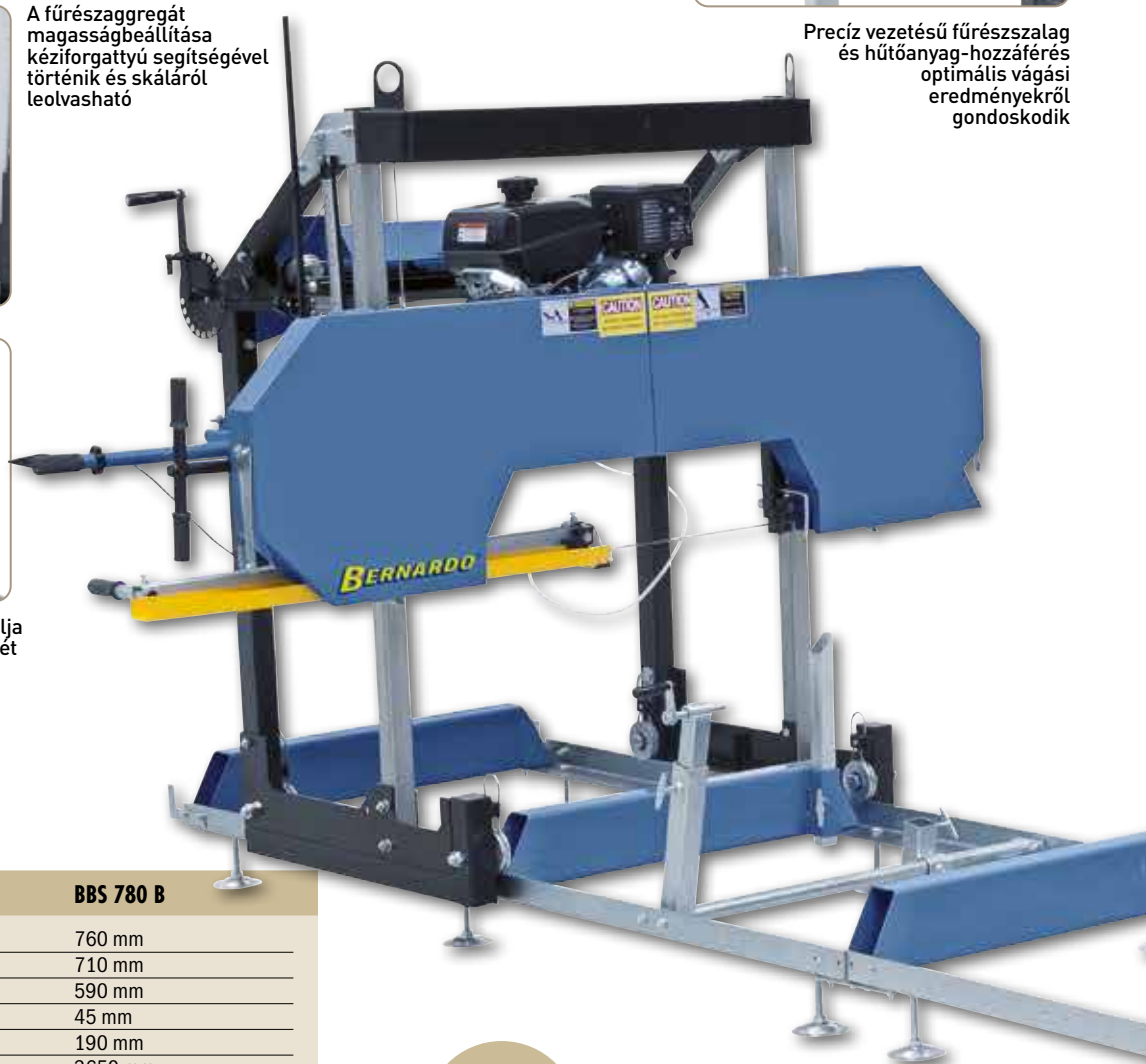 A fűrészaggregát
magasságbeállítása
kéziforgattyú segítségével
történik és skáláról
leolvasható
Precíz vezetésű fűrészszalag
és hűtőanyag-hozzáférés
optimális vágási
eredményekről
gondoskodik
CAUTION
CAUTION
BERNARDO
BBS 780 B
760 mm
710 mm
590 mm
45 mm
190 mm